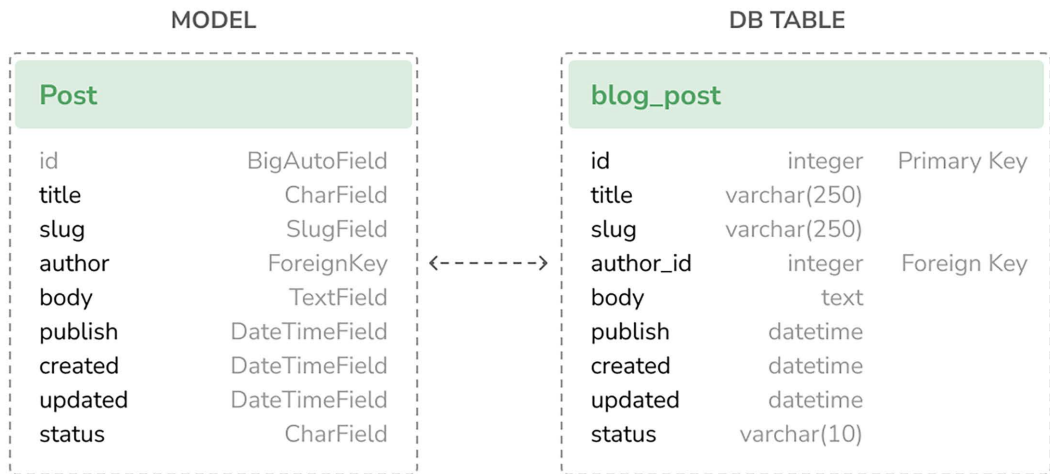 MODEL DB TABLE
Post blog_post
id BigAutoField id integer Primary Key
title CharField title varchar(250)
slug SlugField slug varchar(250)
author ForeignKey author_id integer Foreign Key
body TextField body text
publish DateTimeField publish datetime
created DateTimeField created datetime
updated DateTimeField updated datetime
status CharField status varchar(10)